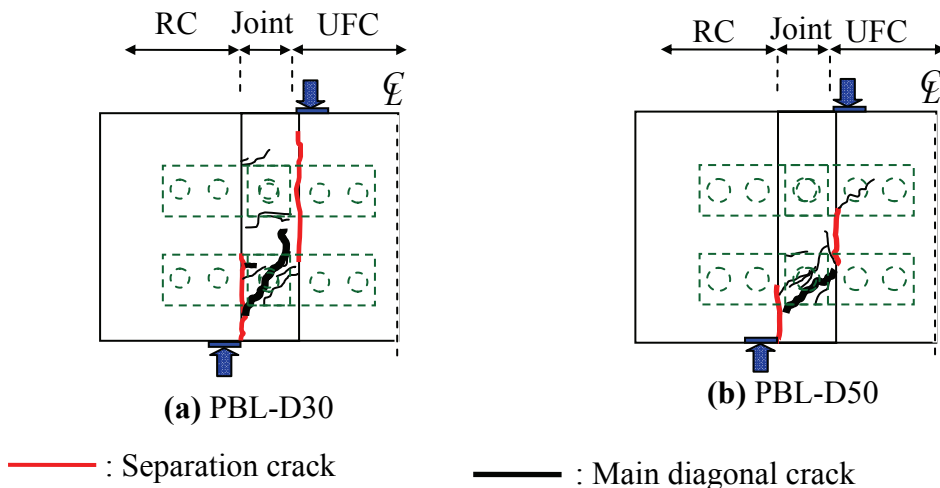 RC Joint UFC
℄
(a) PBL-D30
RC Joint UFC
℄
(b) PBL-D50
: Separation crack
: Main diagonal crack